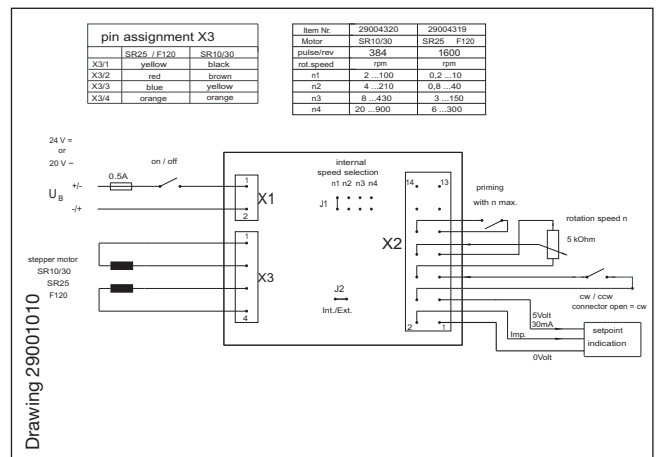 pin assignment X3
SR25 / F120 SR10/30
X3/1 yellow black
X3/2 red brown
X3/3 blue yellow
X3/4 orange orange
Item Nr. 29004320 29004319
Motor SR10/30 SR25 F120
pulse/rev 384 1600
rot.speed rpm rpm
n1 2 ...100 0,2 ...10
n2 4 ...210 0,8 ...40
n3 8 ...430 3 ...150
n4 20 ...900 6 ...300
24 V =
or
20 V ~
on / off
0.5A
+/-
U B
-/+
1
X1
2
internal
speed selection
n1 n2 n3 n4
J1
14 13
priming
with n max.
rotation speed n
5 kOhm
X2
1
X3
4
stepper motor
SR10/30
SR25
F120
J2
Int./Ext.
cw / ccw
connector open = cw
2 1
5Volt
30mA
Imp.
0Volt
setpoint
indication
Drawing 29001010